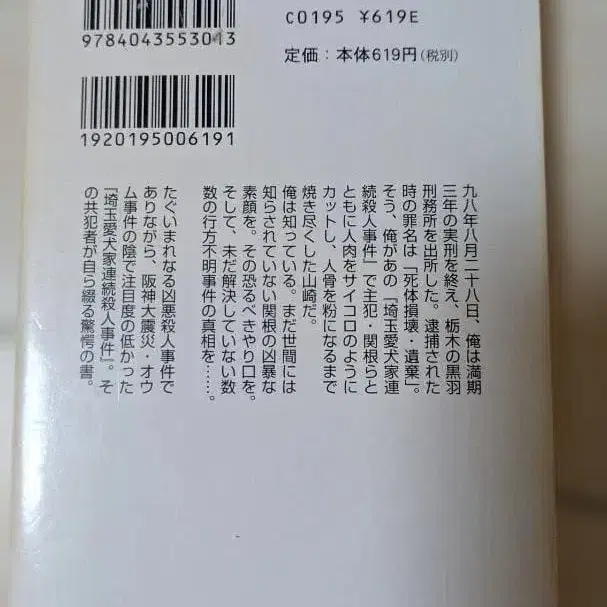 9784043553013
C0195 ¥619E
定価：本体619円（税別）
1920195006191
九八年八月二十八日、俺は満期
三年の実刑を終え、栃木の黒羽
刑務所を出所した。逮捕された
時の罪名は「死体損壊・遺棄」。
そう、俺があの「埼玉愛犬家連
続殺人事件」で主犯・関根らと
ともに人肉をサイコロのように
カットし、人骨を粉になるまで
焼き尽くした山崎だ。
俺は知っている。まだ世間には
知らされていない関根の凶暴な
素顔を。その恐るべきやり口を。
そして、未だ解決していない数
数の行方不明事件の真相を……。
たぐいまれなる凶悪殺人事件で
ありながら、阪神大震災・オウ
ム事件の陰で注目度の低かった
「埼玉愛犬家連続殺人事件」。そ
の共犯者が自ら綴る驚愕の書。